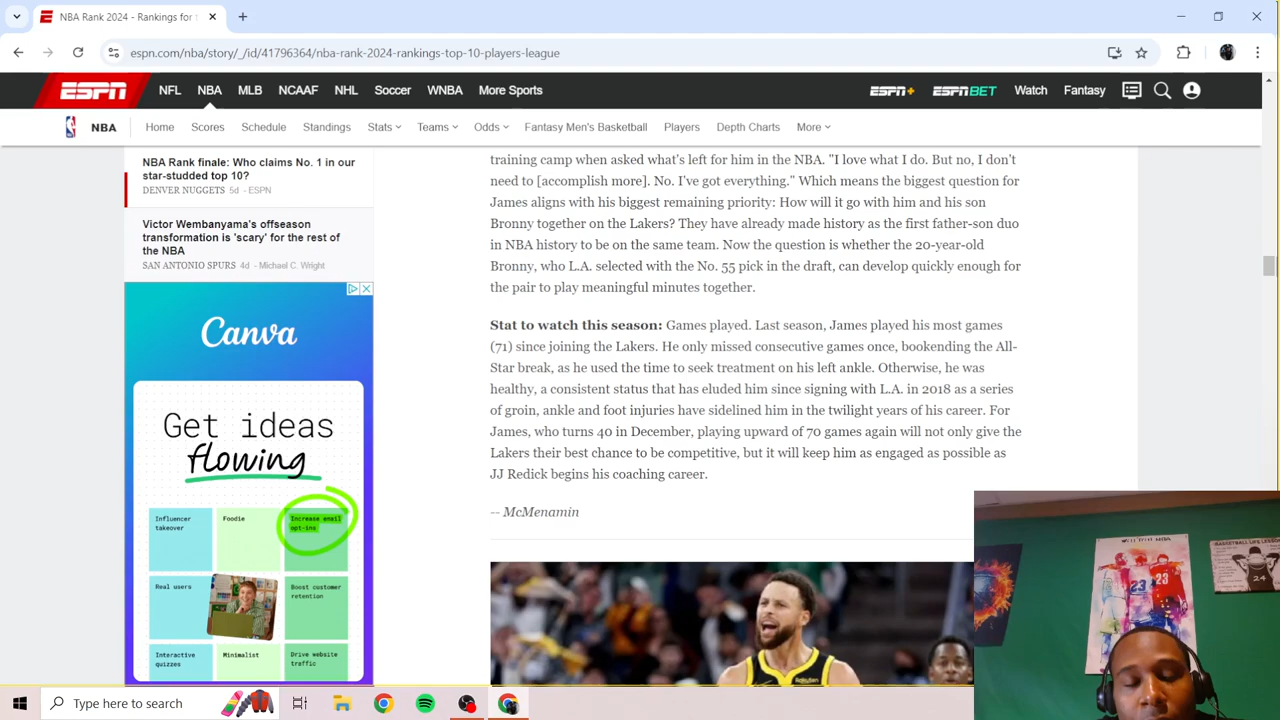 NBA Rank 2024 - Rankings for
espn.com/nba/story/_/id/41796364/nba-rank-2024-rankings-top-10-players-league
ESPN
NFL NBA MLB NCAAF NHL Soccer WNBA More Sports
ESPN+ ESPN BET Watch Fantasy
NBA Home Scores Schedule Standings Stats Teams Odds Fantasy Men's Basketball Players Depth Charts More
NBA Rank finale: Who claims No. 1 in our
star-studded top 10?
DENVER NUGGETS 5d - ESPN
Victor Wembanyama's offseason
transformation is 'scary' for the rest of
the NBA
SAN ANTONIO SPURS 4d - Michael C. Wright
Canva
Get ideas
flowing
Influencer
takeover
Foodie
Increase email
opt-ins
Real users
Boost customer
retention
Interactive
quizzes
Minimalist
Drive website
traffic
training camp when asked what's left for him in the NBA. "I love what I do. But no, I don't
need to [accomplish more]. No. I've got everything." Which means the biggest question for
James aligns with his biggest remaining priority: How will it go with him and his son
Bronny together on the Lakers? They have already made history as the first father-son duo
in NBA history to be on the same team. Now the question is whether the 20-year-old
Bronny, who L.A. selected with the No. 55 pick in the draft, can develop quickly enough for
the pair to play meaningful minutes together.
Stat to watch this season: Games played. Last season, James played his most games
(71) since joining the Lakers. He only missed consecutive games once, bookending the All-
Star break, as he used the time to seek treatment on his left ankle. Otherwise, he was
healthy, a consistent status that has eluded him since signing with L.A. in 2018 as a series
of groin, ankle and foot injuries have sidelined him in the twilight years of his career. For
James, who turns 40 in December, playing upward of 70 games again will not only give the
Lakers their best chance to be competitive, but it will keep him as engaged as possible as
JJ Redick begins his coaching career.
-- McMenamin
Rakuten
23
23
24
Type here to search